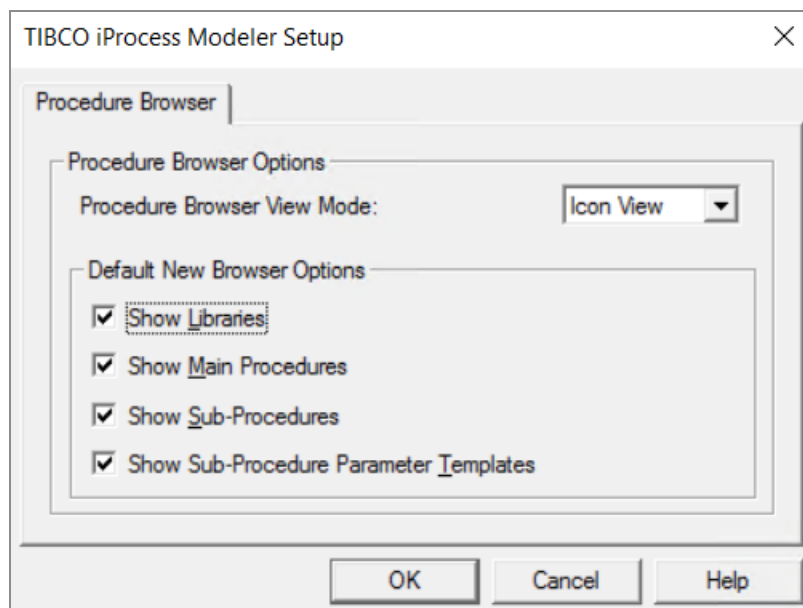 TIBCO iProcess Modeler Setup
Procedure Browser
Procedure Browser Options
Procedure Browser View Mode: Icon View
Default New Browser Options
Show Libraries
Show Main Procedures
Show Sub-Procedures
Show Sub-Procedure Parameter Templates
OK Cancel Help